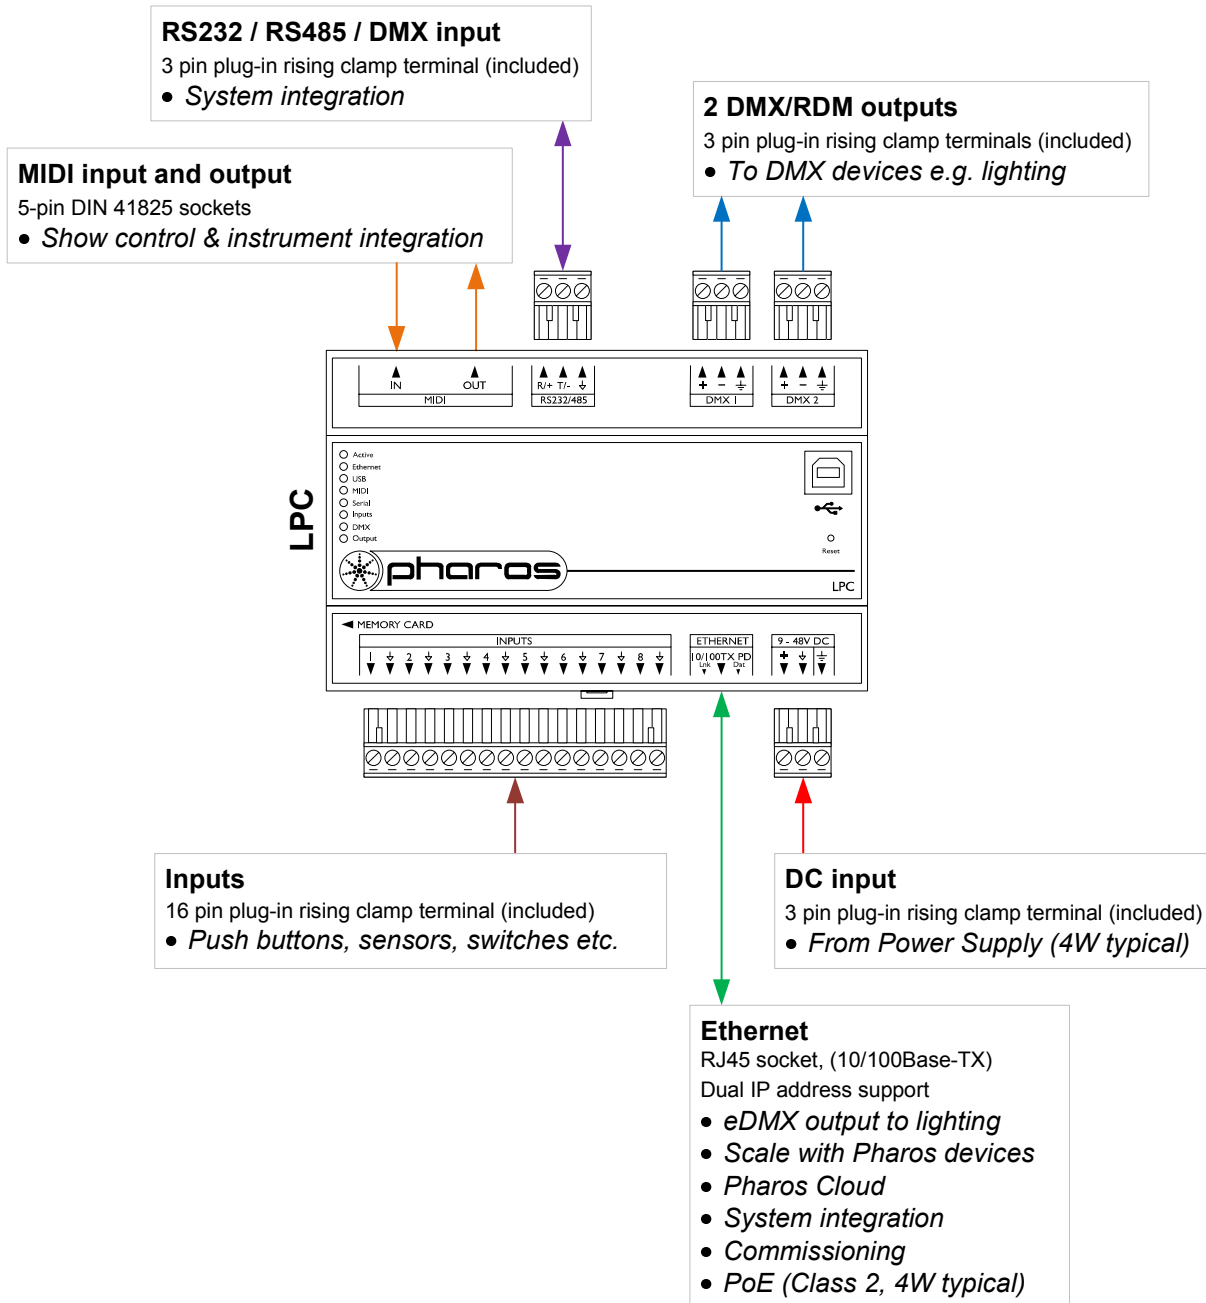 RS232 / RS485 / DMX input
3 pin plug-in rising clamp terminal (included)
• System integration
2 DMX/RDM outputs
3 pin plug-in rising clamp terminals (included)
• To DMX devices e.g. lighting
MIDI input and output
5-pin DIN 41825 sockets
• Show control & instrument integration
IN OUT
MIDI
R/+ T/-
RS232/485
+ −
DMX 1
+ −
DMX 2
LPC
Active
Ethernet
USB
MIDI
Serial
Inputs
DMX
Output
Reset
pharos
LPC
MEMORY CARD
INPUTS
1 2 3 4 5 6 7 8
ETHERNET
10/100TX PD
Lnk Dat
9 - 48V DC
+
Inputs
16 pin plug-in rising clamp terminal (included)
• Push buttons, sensors, switches etc.
DC input
3 pin plug-in rising clamp terminal (included)
• From Power Supply (4W typical)
Ethernet
RJ45 socket, (10/100Base-TX)
Dual IP address support
• eDMX output to lighting
• Scale with Pharos devices
• Pharos Cloud
• System integration
• Commissioning
• PoE (Class 2, 4W typical)